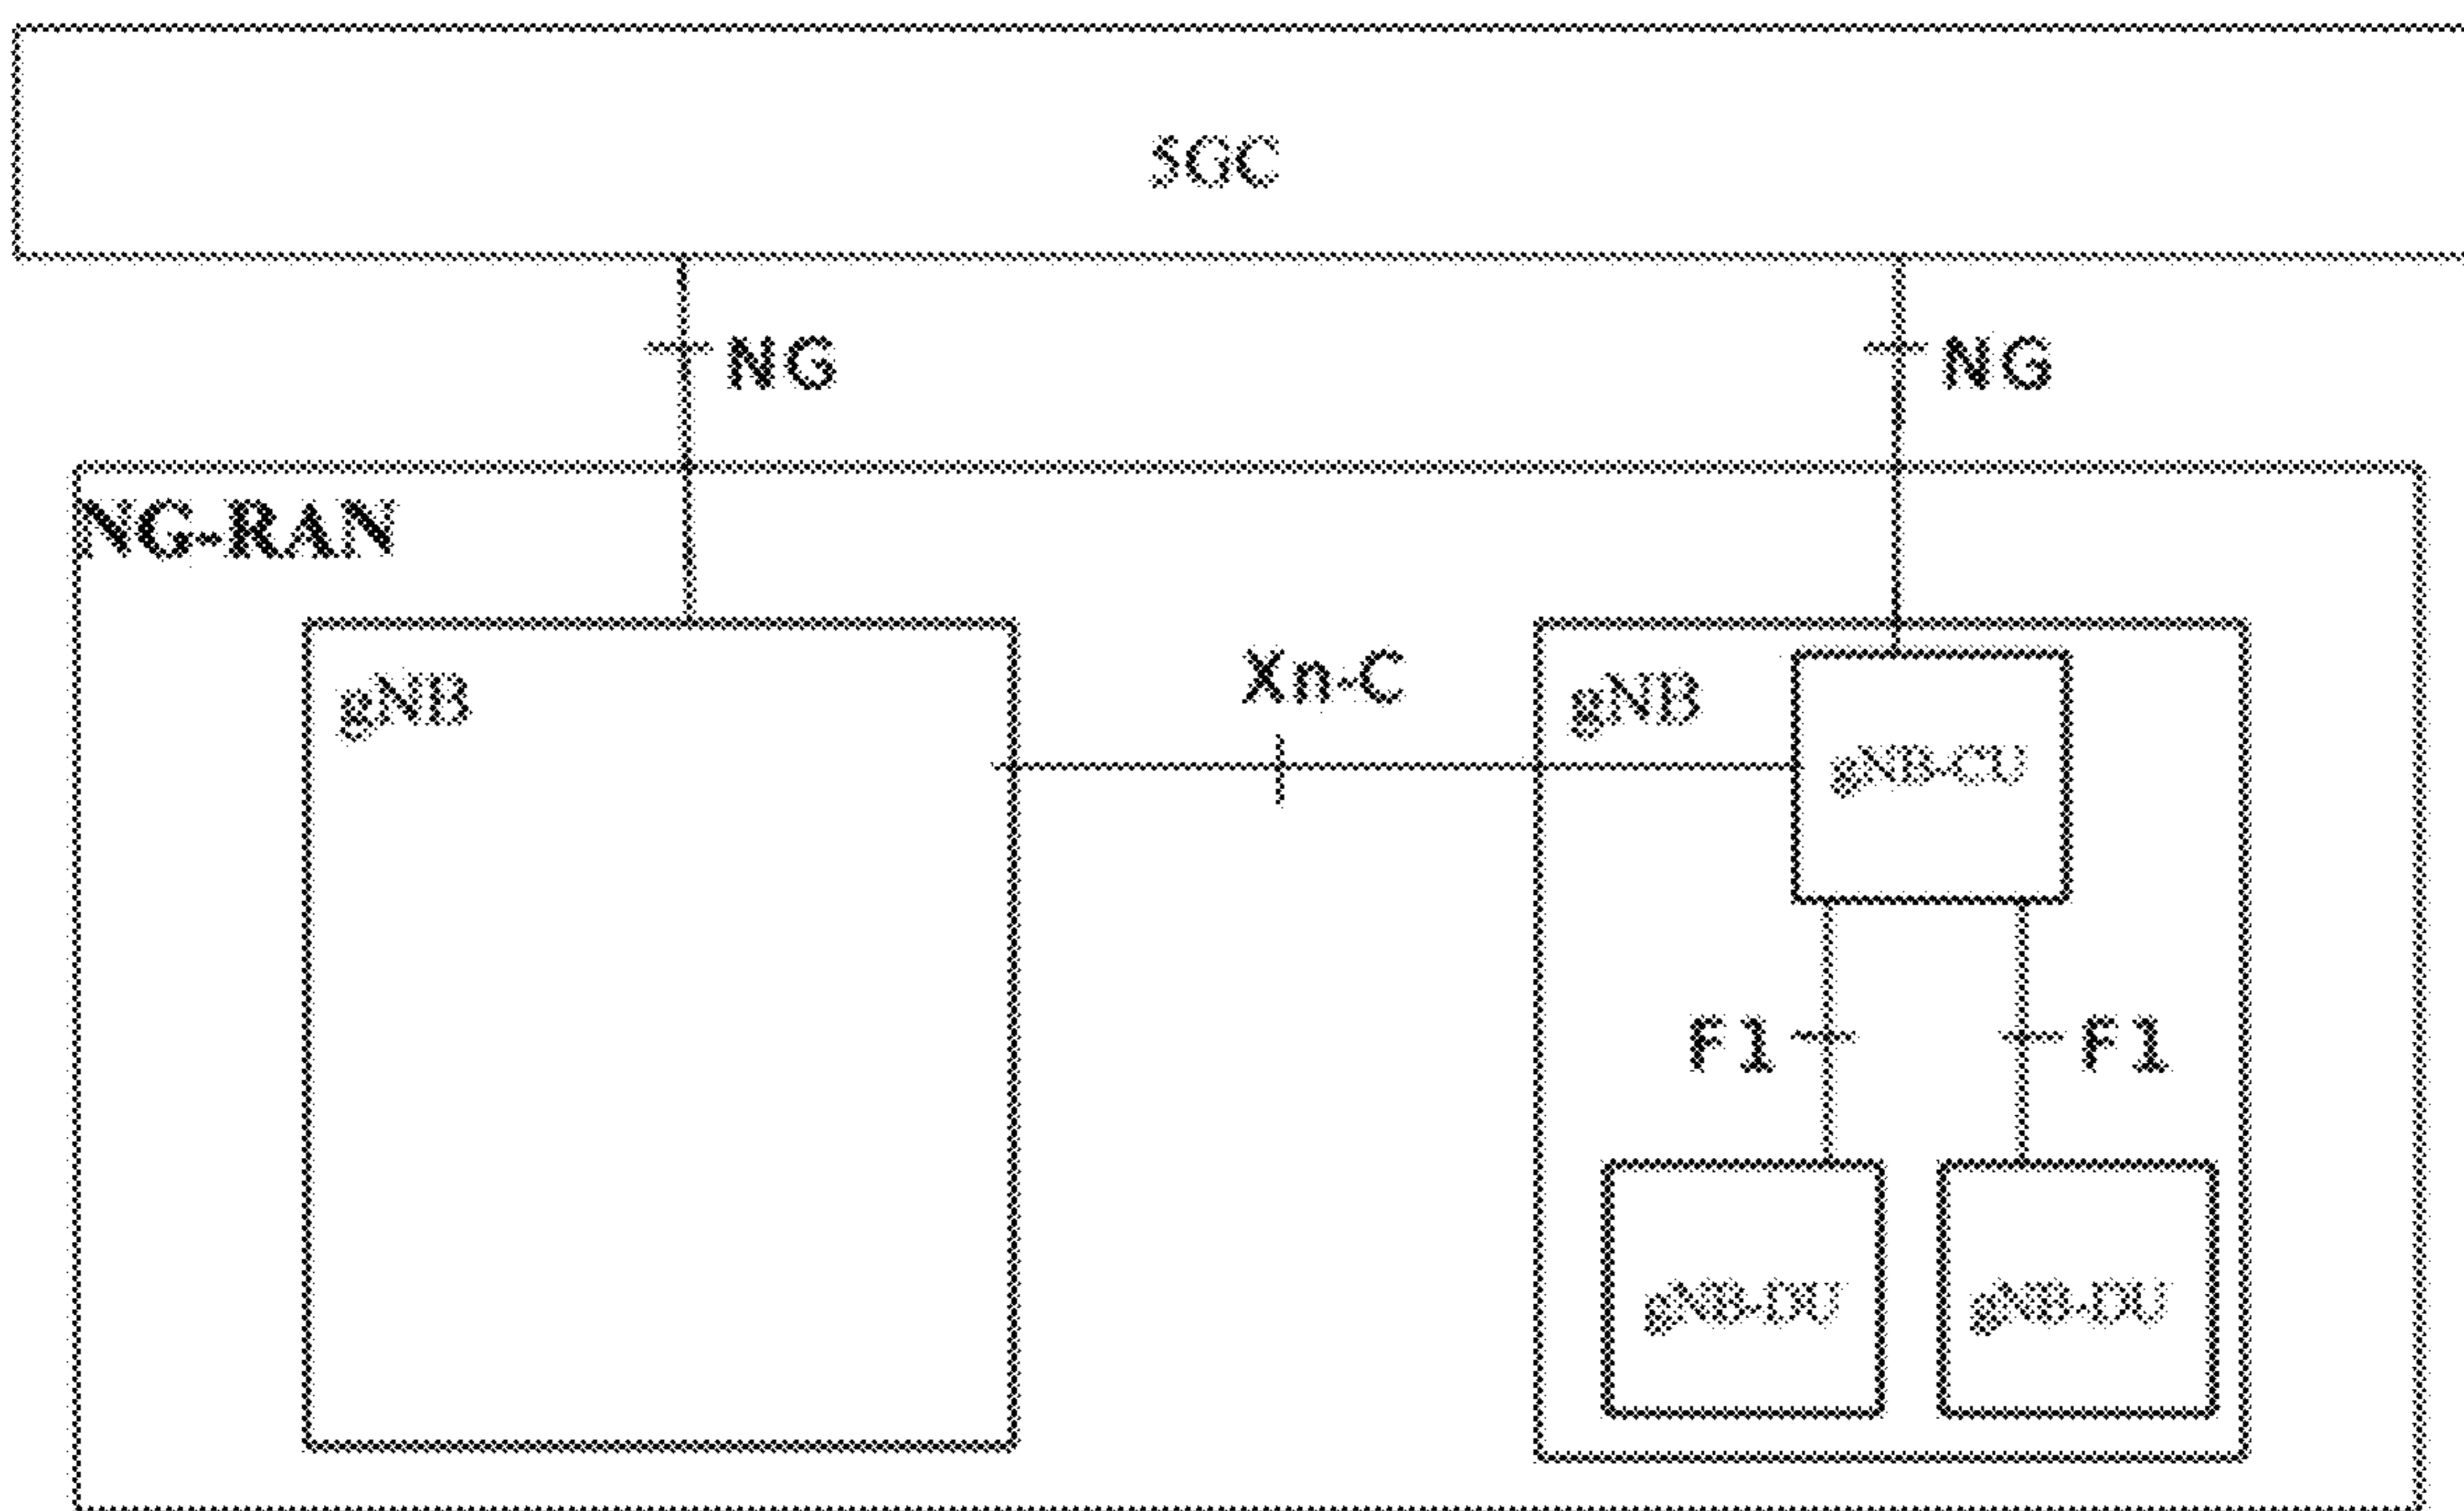 5GC
NG
NG
NG-RAN
gNB
Xn-C
gNB
gNB-CU
F1
F1
gNB-DU
gNB-DU